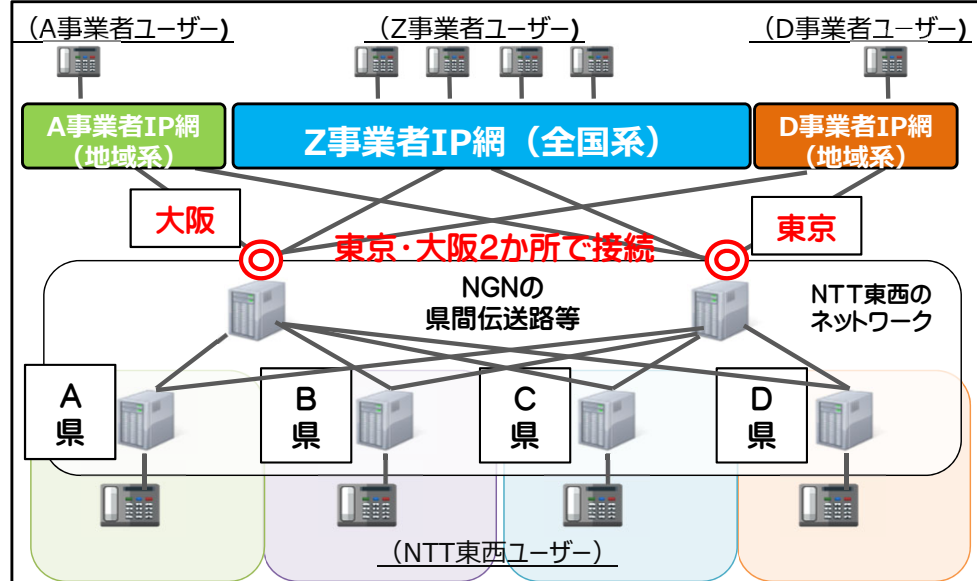 (A事業者ユーザー)
(Z事業者ユーザー)
(D事業者ユーザー)
A事業者IP網
(地域系)
Z事業者IP網(全国系)
D事業者IP網
(地域系)
大阪
東京
東京・大阪2か所で接続
NGNの
県間伝送路等
NTT東西の
ネットワーク
A
県
B
県
C
県
D
県
(NTT東西ユーザー)